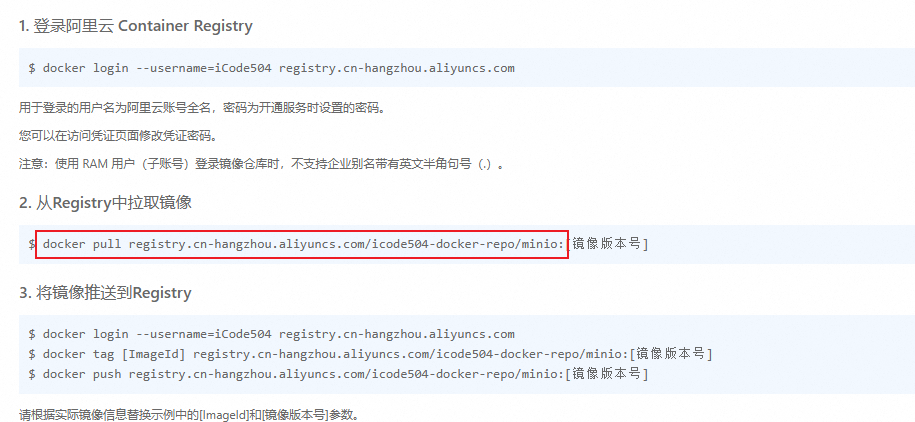 1. 登录阿里云 Container Registry
$ docker login --username=iCode504 registry.cn-hangzhou.aliyuncs.com
用于登录的用户名为阿里云账号全名，密码为开通服务时设置的密码。
您可以在访问凭证页面修改凭证密码。
注意：使用 RAM 用户（子账号）登录镜像仓库时，不支持企业别名带有英文半角句号（.）。
2. 从Registry中拉取镜像
$ docker pull registry.cn-hangzhou.aliyuncs.com/icode504-docker-repo/minio:[镜像版本号]
3. 将镜像推送到Registry
$ docker login --username=iCode504 registry.cn-hangzhou.aliyuncs.com
$ docker tag [ImageId] registry.cn-hangzhou.aliyuncs.com/icode504-docker-repo/minio:[镜像版本号]
$ docker push registry.cn-hangzhou.aliyuncs.com/icode504-docker-repo/minio:[镜像版本号]
请根据实际镜像信息替换示例中的[ImageId]和[镜像版本号]参数。